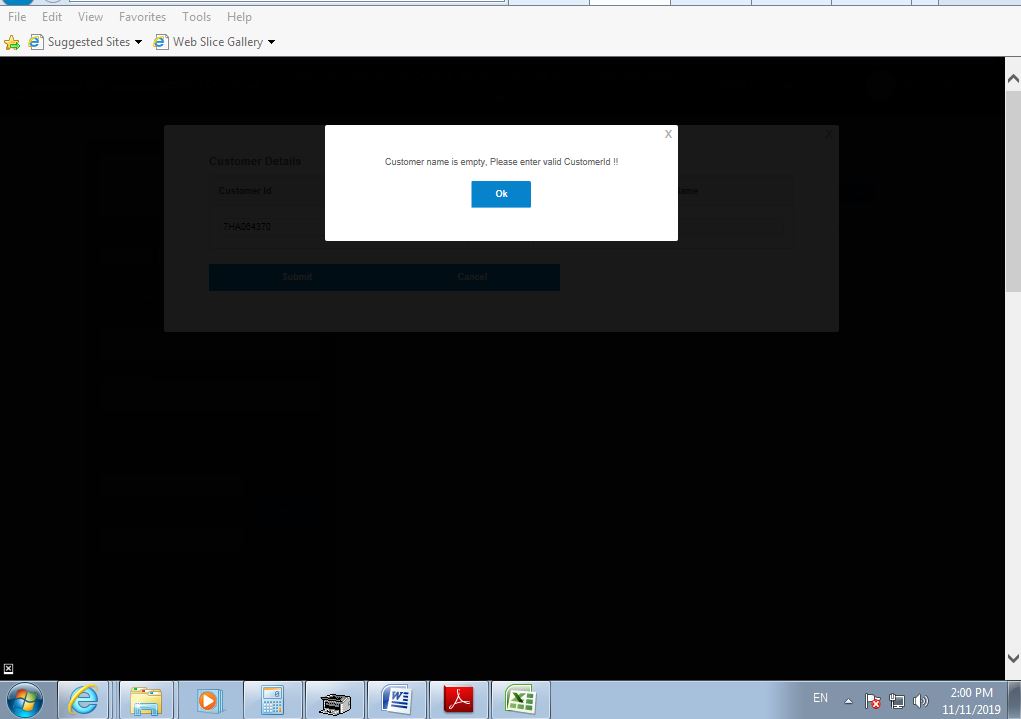 File Edit View Favorites Tools Help
Suggested Sites Web Slice Gallery
X
X
Customer name is empty, Please enter valid CustomerId !!
Ok
Customer Details
Customer Id
7HA064370
Submit Cancel
EN
2:00 PM
11/11/2019